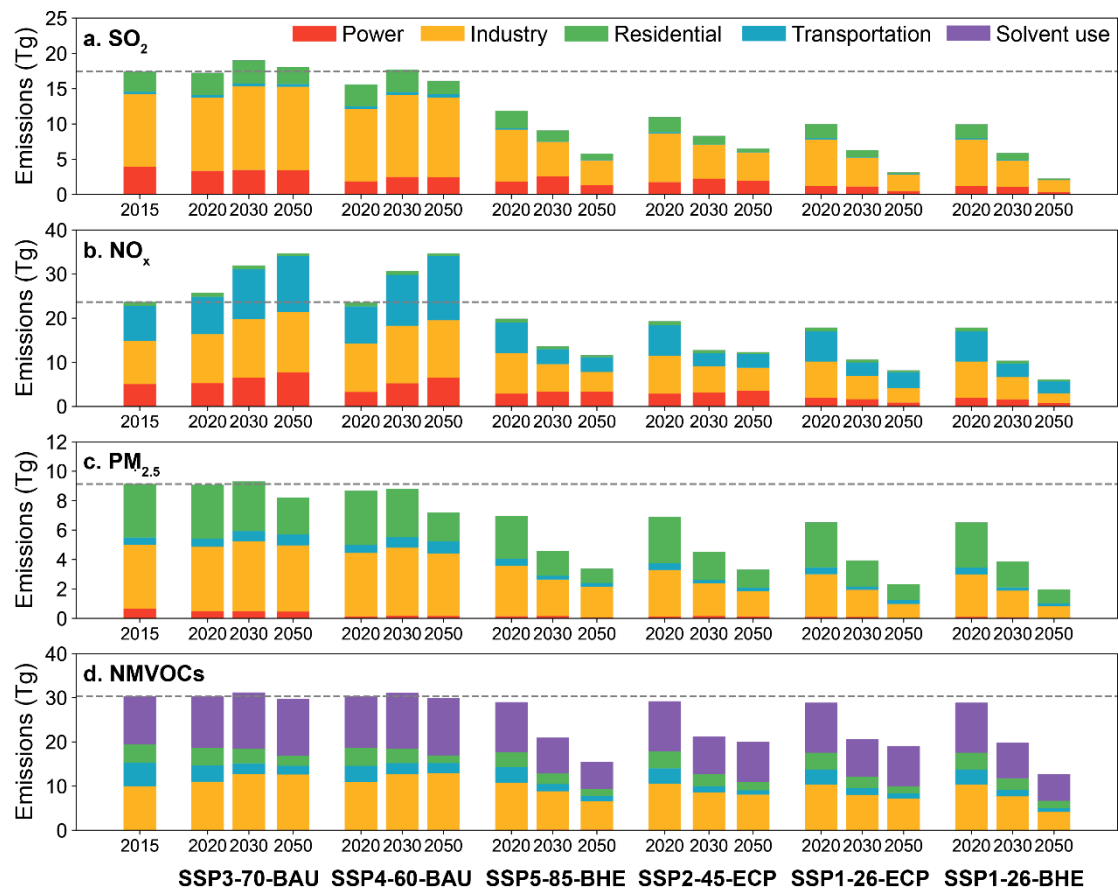 a. SO2
Power Industry Residential Transportation Solvent use
Emissions (Tg)
25
20
15
10
5
0
2015 2020 2030 2050 2020 2030 2050 2020 2030 2050 2020 2030 2050 2020 2030 2050 2020 2030 2050
b. NOx
Emissions (Tg)
40
30
20
10
0
2015 2020 2030 2050 2020 2030 2050 2020 2030 2050 2020 2030 2050 2020 2030 2050 2020 2030 2050
c. PM2.5
Emissions (Tg)
12
10
8
6
4
2
0
2015 2020 2030 2050 2020 2030 2050 2020 2030 2050 2020 2030 2050 2020 2030 2050 2020 2030 2050
d. NMVOCs
Emissions (Tg)
40
30
20
10
0
2015 2020 2030 2050 2020 2030 2050 2020 2030 2050 2020 2030 2050 2020 2030 2050 2020 2030 2050
SSP3-70-BAU SSP4-60-BAU SSP5-85-BHE SSP2-45-ECP SSP1-26-ECP SSP1-26-BHE